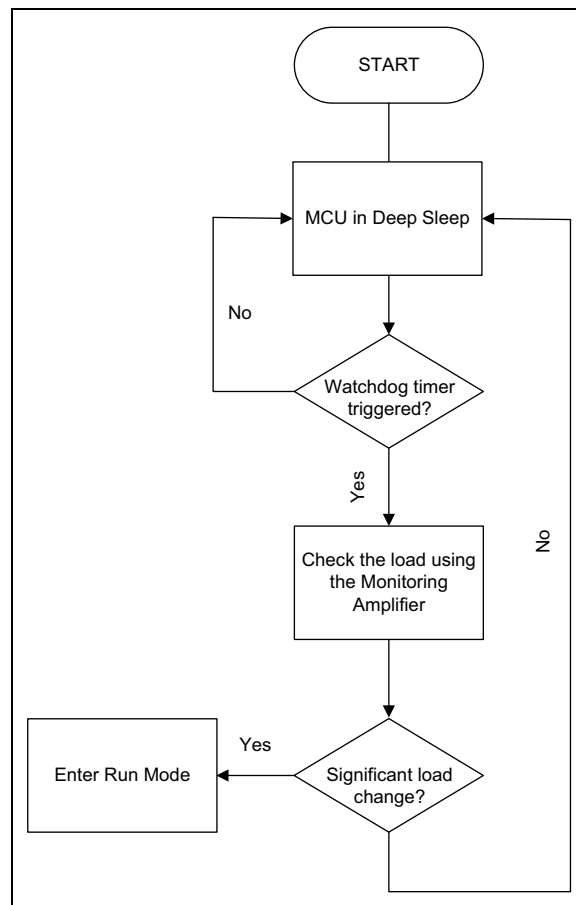 START
MCU in Deep Sleep
No
Watchdog timer
triggered?
Yes
No
Check the load using
the Monitoring
Amplifier
Yes
Enter Run Mode
Significant load
change?